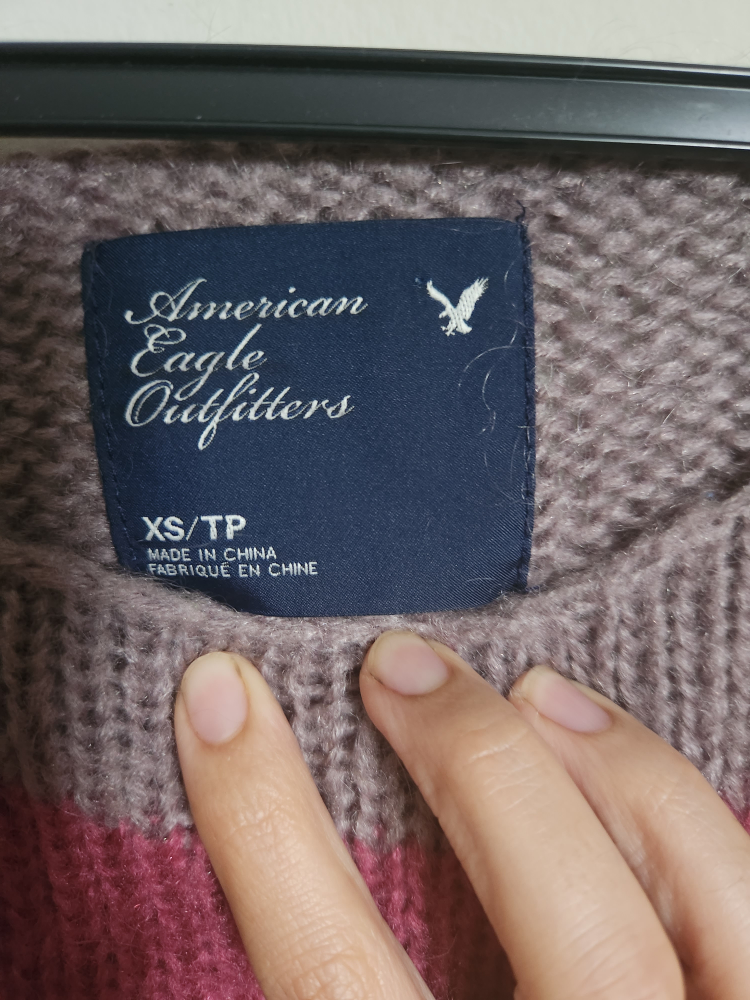 American
Eagle
Outfitters
XS/TP
MADE IN CHINA
FABRIQUÉ EN CHINE